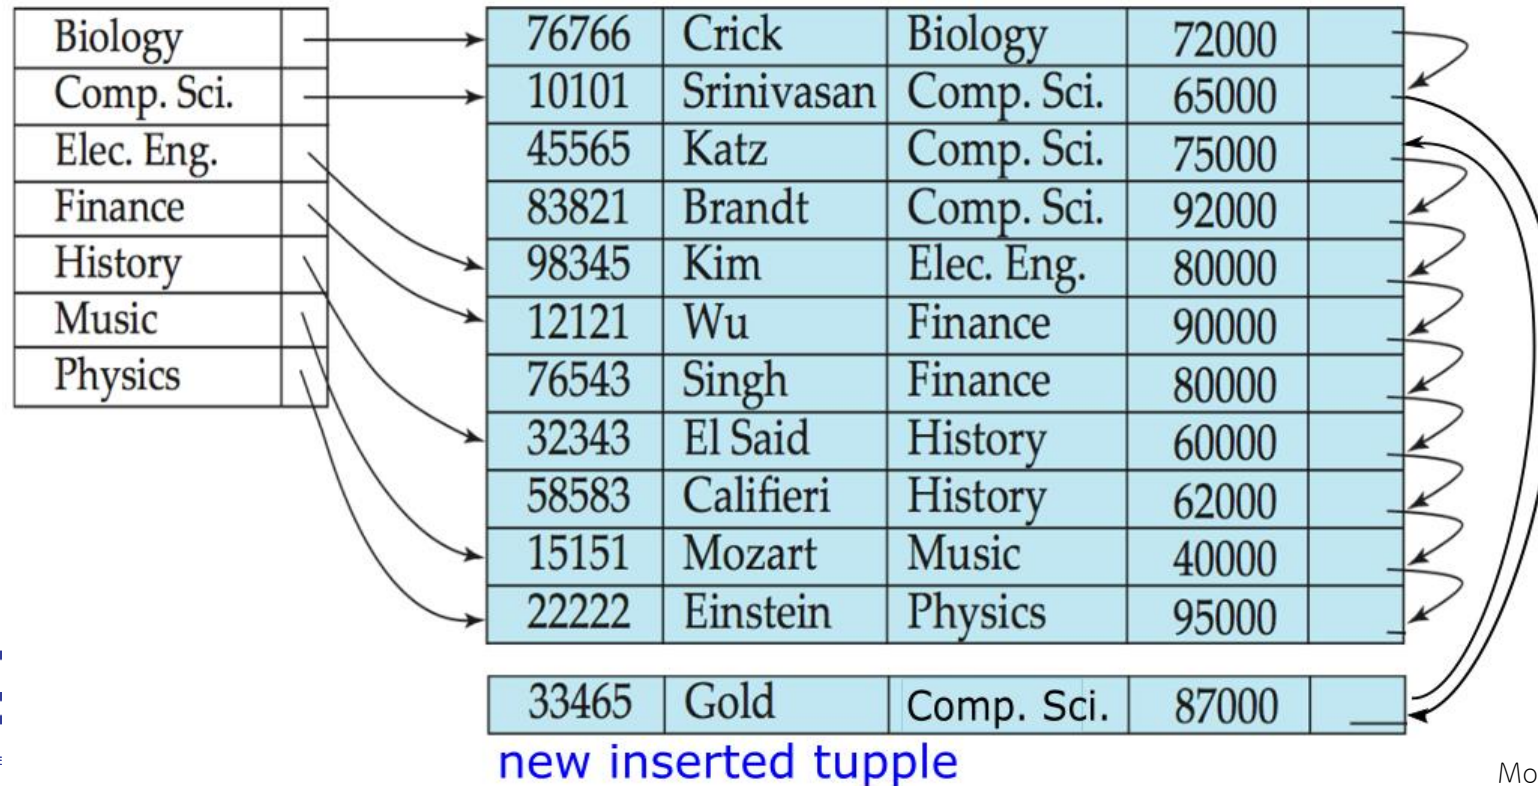 Biology
Comp. Sci.
Elec. Eng.
Finance
History
Music
Physics
76766 Crick Biology 72000
10101 Srinivasan Comp. Sci. 65000
45565 Katz Comp. Sci. 75000
83821 Brandt Comp. Sci. 92000
98345 Kim Elec. Eng. 80000
12121 Wu Finance 90000
76543 Singh Finance 80000
32343 El Said History 60000
58583 Califieri History 62000
15151 Mozart Music 40000
22222 Einstein Physics 95000
33465 Gold Comp. Sci. 87000
new inserted tupple
Mo